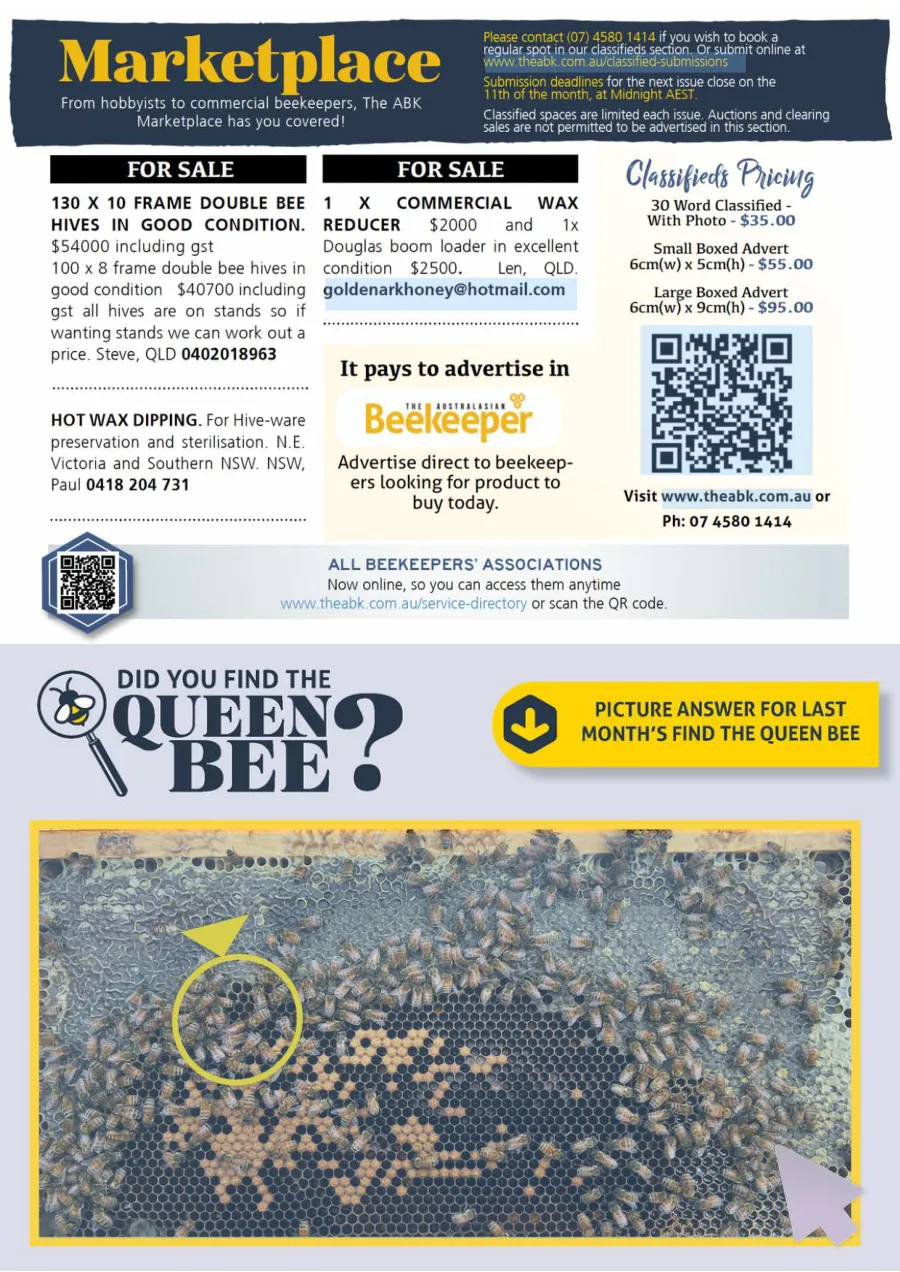 Marketplace
From hobbyists to commercial beekeepers, The ABK
Marketplace has you covered!
Please contact (07) 4580 1414 if you wish to book a
regular spot in our classifieds section. Or submit online at
www.theabk.com.au/classified-submissions
Submission deadlines for the next issue close on the
11th of the month, at Midnight AEST.
Classified spaces are limited each issue. Auctions and clearing
sales are not permitted to be advertised in this section.
FOR SALE
130 X 10 FRAME DOUBLE BEE
HIVES IN GOOD CONDITION.
$54000 including gst
100 x 8 frame double bee hives in
good condition $40700 including
gst all hives are on stands so if
wanting stands we can work out a
price. Steve, QLD 0402018963
HOT WAX DIPPING. For Hive-ware
preservation and sterilisation. N.E.
Victoria and Southern NSW. NSW,
Paul 0418 204 731
FOR SALE
1 X COMMERCIAL WAX
REDUCER $2000 and 1x
Douglas boom loader in excellent
condition $2500. Len, QLD.
goldenarkhoney@hotmail.com
It pays to advertise in
THE AUSTRALASIAN
Beekeeper
Advertise direct to beekeep-
ers looking for product to
buy today.
Classifieds Pricing
30 Word Classified -
With Photo - $35.00
Small Boxed Advert
6cm(w) x 5cm(h) - $55.00
Large Boxed Advert
6cm(w) x 9cm(h) - $95.00
Visit www.theabk.com.au or
Ph: 07 4580 1414
ALL BEEKEEPERS' ASSOCIATIONS
Now online, so you can access them anytime
www.theabk.com.au/service-directory or scan the QR code.
DID YOU FIND THE
QUEEN
BEE?
PICTURE ANSWER FOR LAST
MONTH'S FIND THE QUEEN BEE